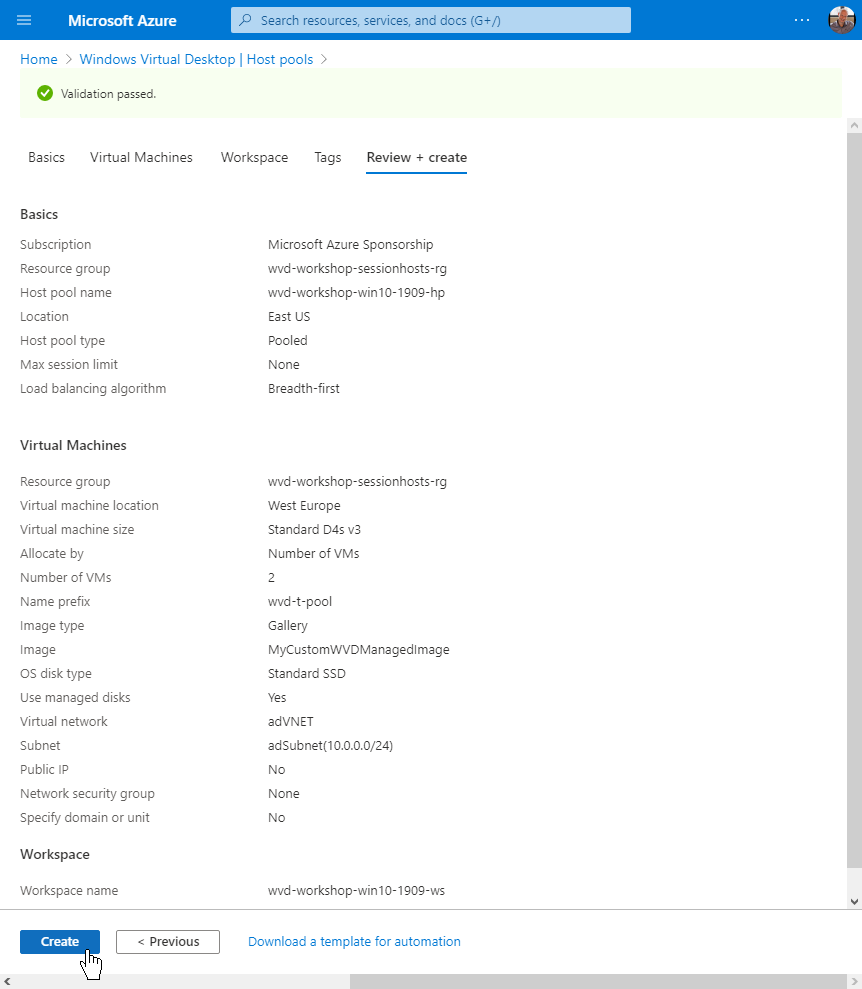 Microsoft Azure Search resources, services, and docs (G+/) ...
Home > Windows Virtual Desktop | Host pools >
Validation passed.
Basics Virtual Machines Workspace Tags Review + create
Basics
Subscription Microsoft Azure Sponsorship
Resource group wvd-workshop-sessionhosts-rg
Host pool name wvd-workshop-win10-1909-hp
Location East US
Host pool type Pooled
Max session limit None
Load balancing algorithm Breadth-first
Virtual Machines
Resource group wvd-workshop-sessionhosts-rg
Virtual machine location West Europe
Virtual machine size Standard D4s v3
Allocate by Number of VMs
Number of VMs 2
Name prefix wvd-t-pool
Image type Gallery
Image MyCustomWVDManagedImage
OS disk type Standard SSD
Use managed disks Yes
Virtual network adVNET
Subnet adSubnet(10.0.0.0/24)
Public IP No
Network security group None
Specify domain or unit No
Workspace
Workspace name wvd-workshop-win10-1909-ws
Create < Previous Download a template for automation